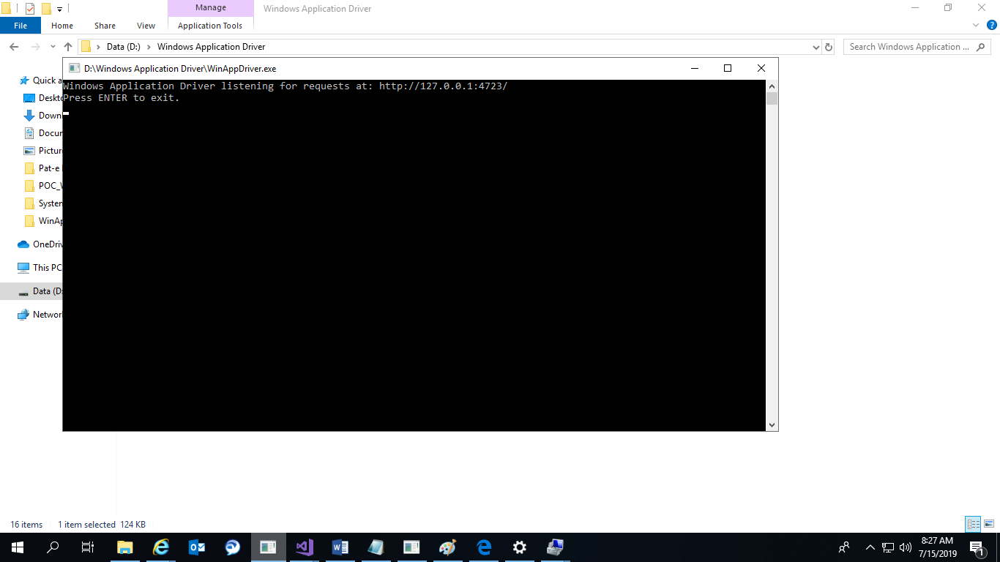 Manage
Windows Application Driver
File
Home
Share
View
Application Tools
Data (D:)
Windows Application Driver
Search Windows Application ...
D:\Windows Application Driver\WinAppDriver.exe
Windows Application Driver listening for requests at: http://127.0.0.1:4723/
Press ENTER to exit.
Quick a
Deskto
Down
Docur
Pictur
Pat-e
POC_
System
WinAp
OneDriv
This PC
Data (D:
Network
16 items
1 item selected
124 KB
8:27 AM
7/15/2019
1